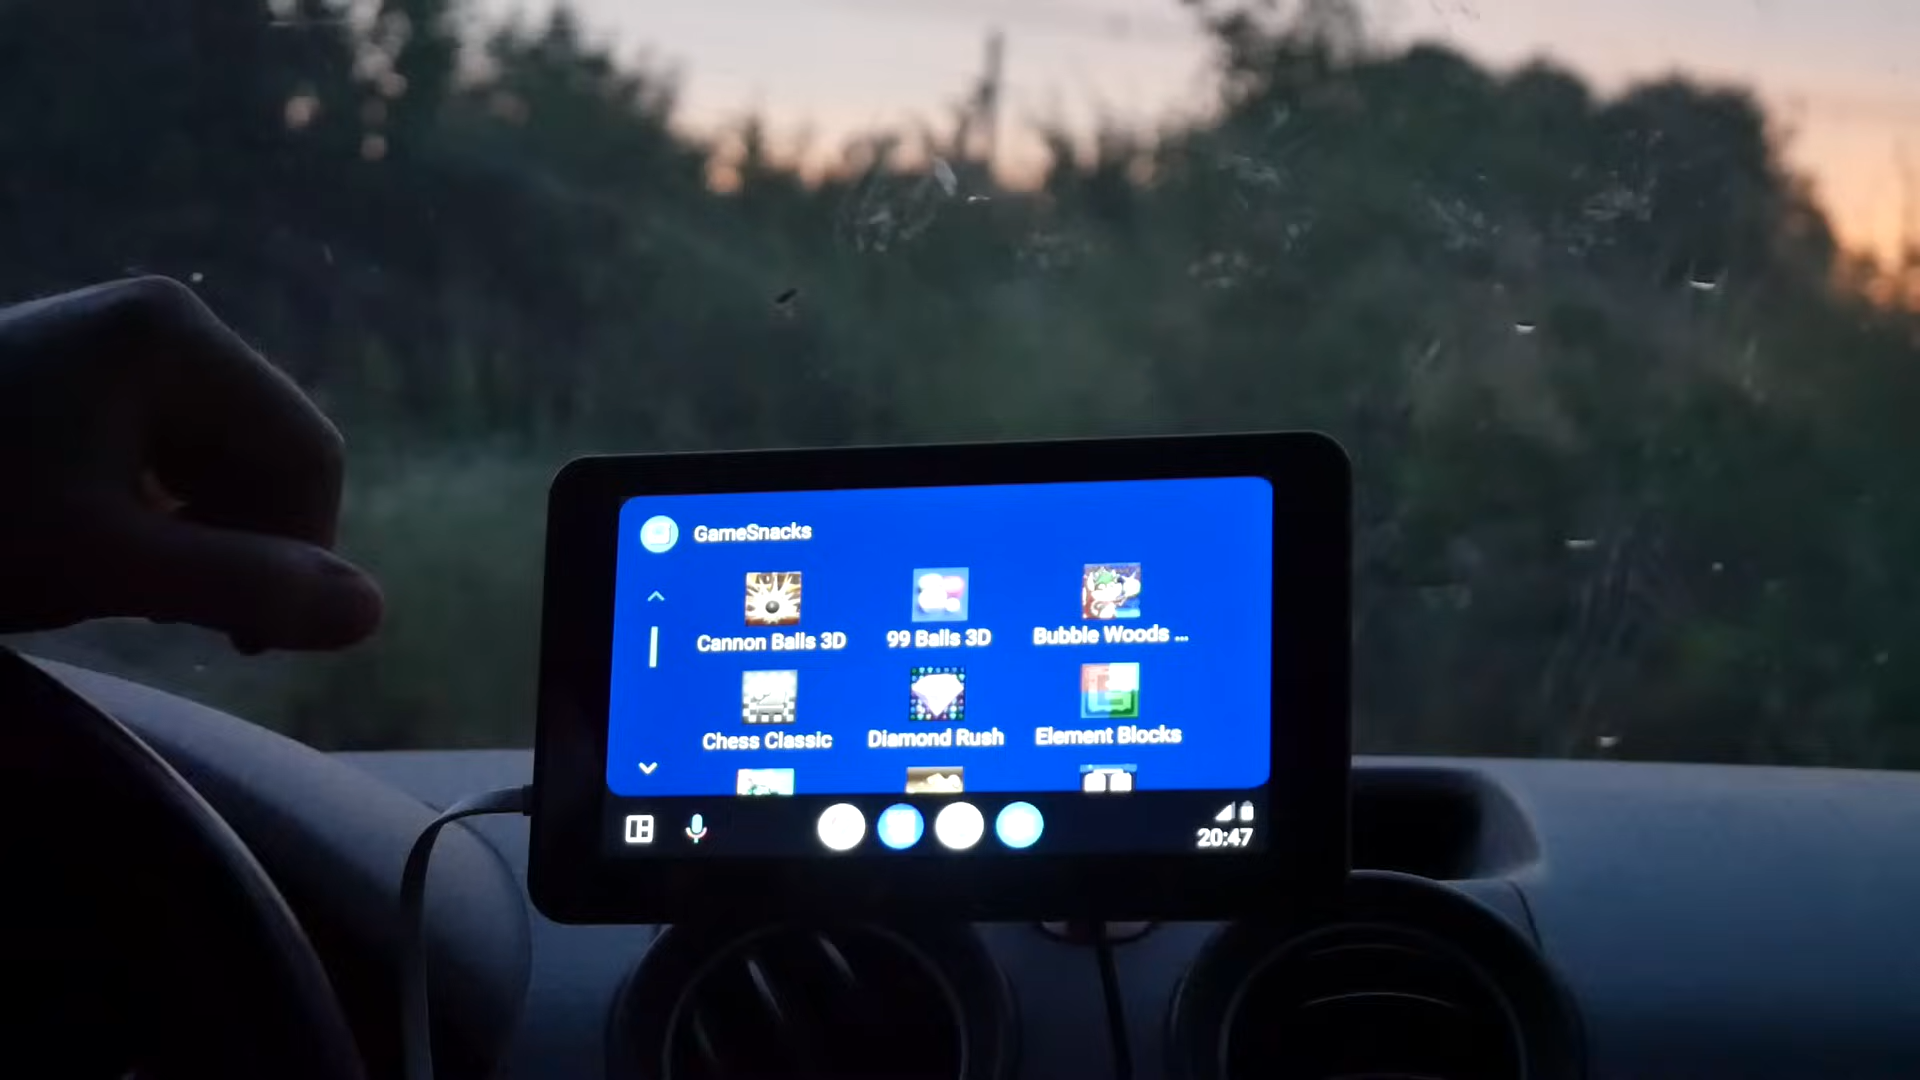 GameSnacks
Cannon Balls 3D
99 Balls 3D
Bubble Woods ...
Chess Classic
Diamond Rush
Element Blocks
20:47